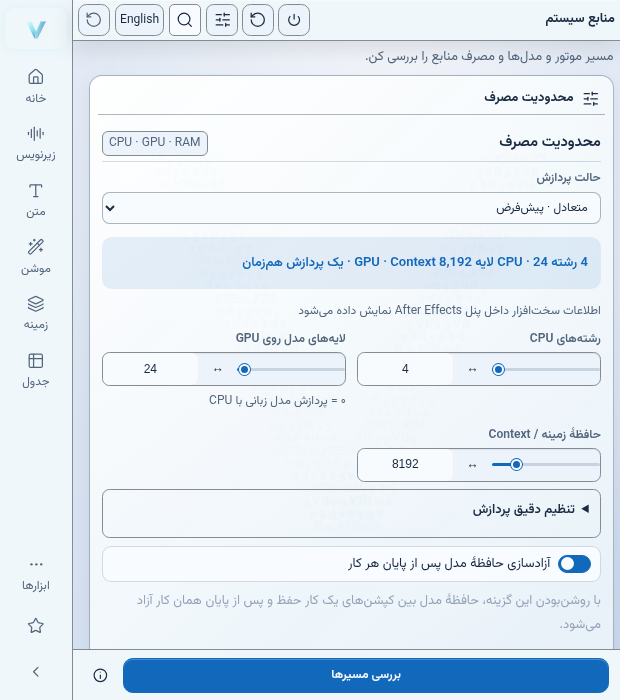 منابع سیستم
English
مسیر موتور و مدل‌ها و مصرف منابع را بررسی کن.
محدودیت مصرف
محدودیت مصرف
CPU · GPU · RAM
حالت پردازش
متعادل · پیش‌فرض
4 رشته CPU · 24 لایه GPU · Context 8,192 · یک پردازش هم‌زمان
اطلاعات سخت‌افزار داخل پنل After Effects نمایش داده می‌شود
رشته‌های CPU
4
لایه‌های مدل روی GPU
24
۰ = پردازش مدل زبانی با CPU
حافظهٔ زمینه / Context
8192
تنظیم دقیق پردازش
آزادسازی حافظهٔ مدل پس از پایان هر کار
با روشن‌بودن این گزینه، حافظهٔ مدل بین کپشن‌های یک کار حفظ و پس از پایان همان کار آزاد
می‌شود.
بررسی مسیرها
خانه
زیرنویس
متن
موشن
زمینه
جدول
ابزارها